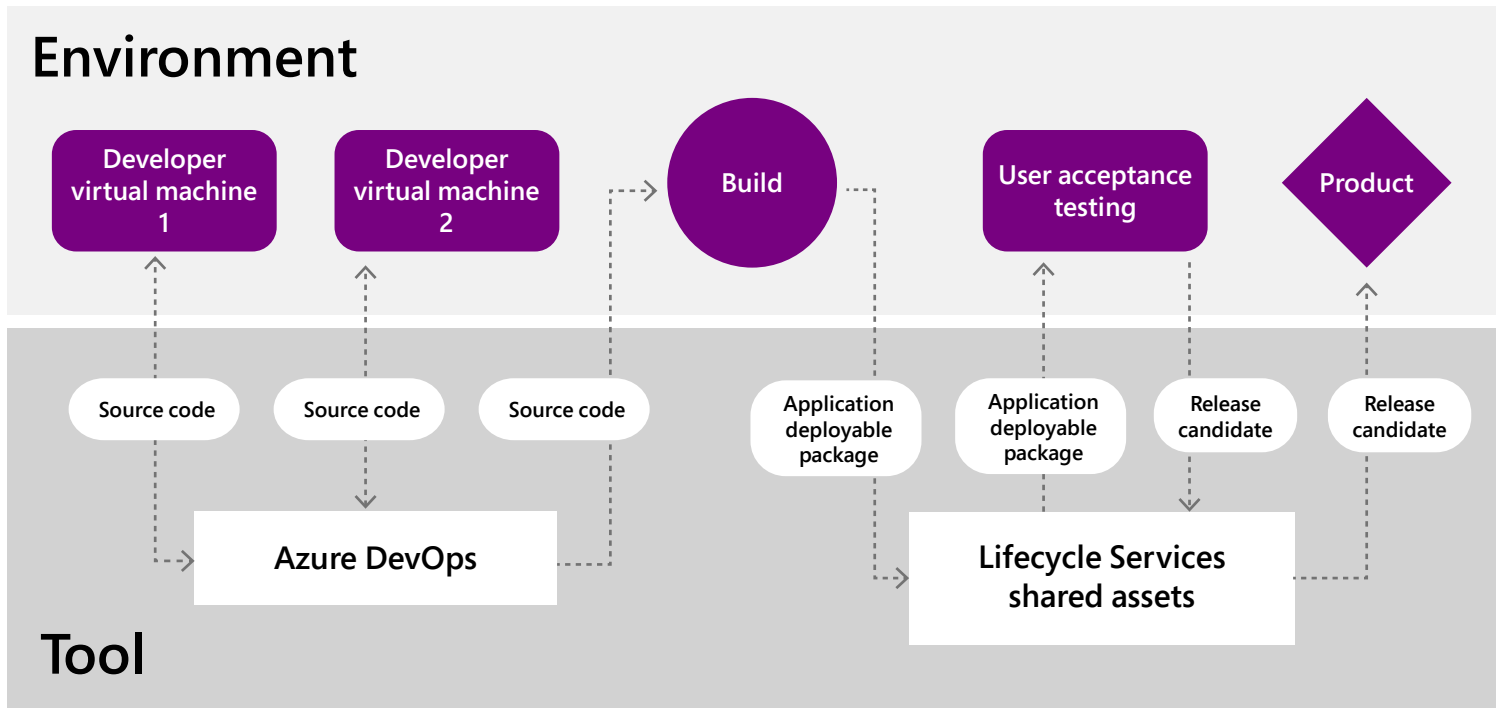 Environment
Developer
virtual machine
1
Developer
virtual machine
2
Build
User acceptance
testing
Product
Source code
Source code
Source code
Application
deployable
package
Application
deployable
package
Release
candidate
Release
candidate
Azure DevOps
Lifecycle Services
shared assets
Tool